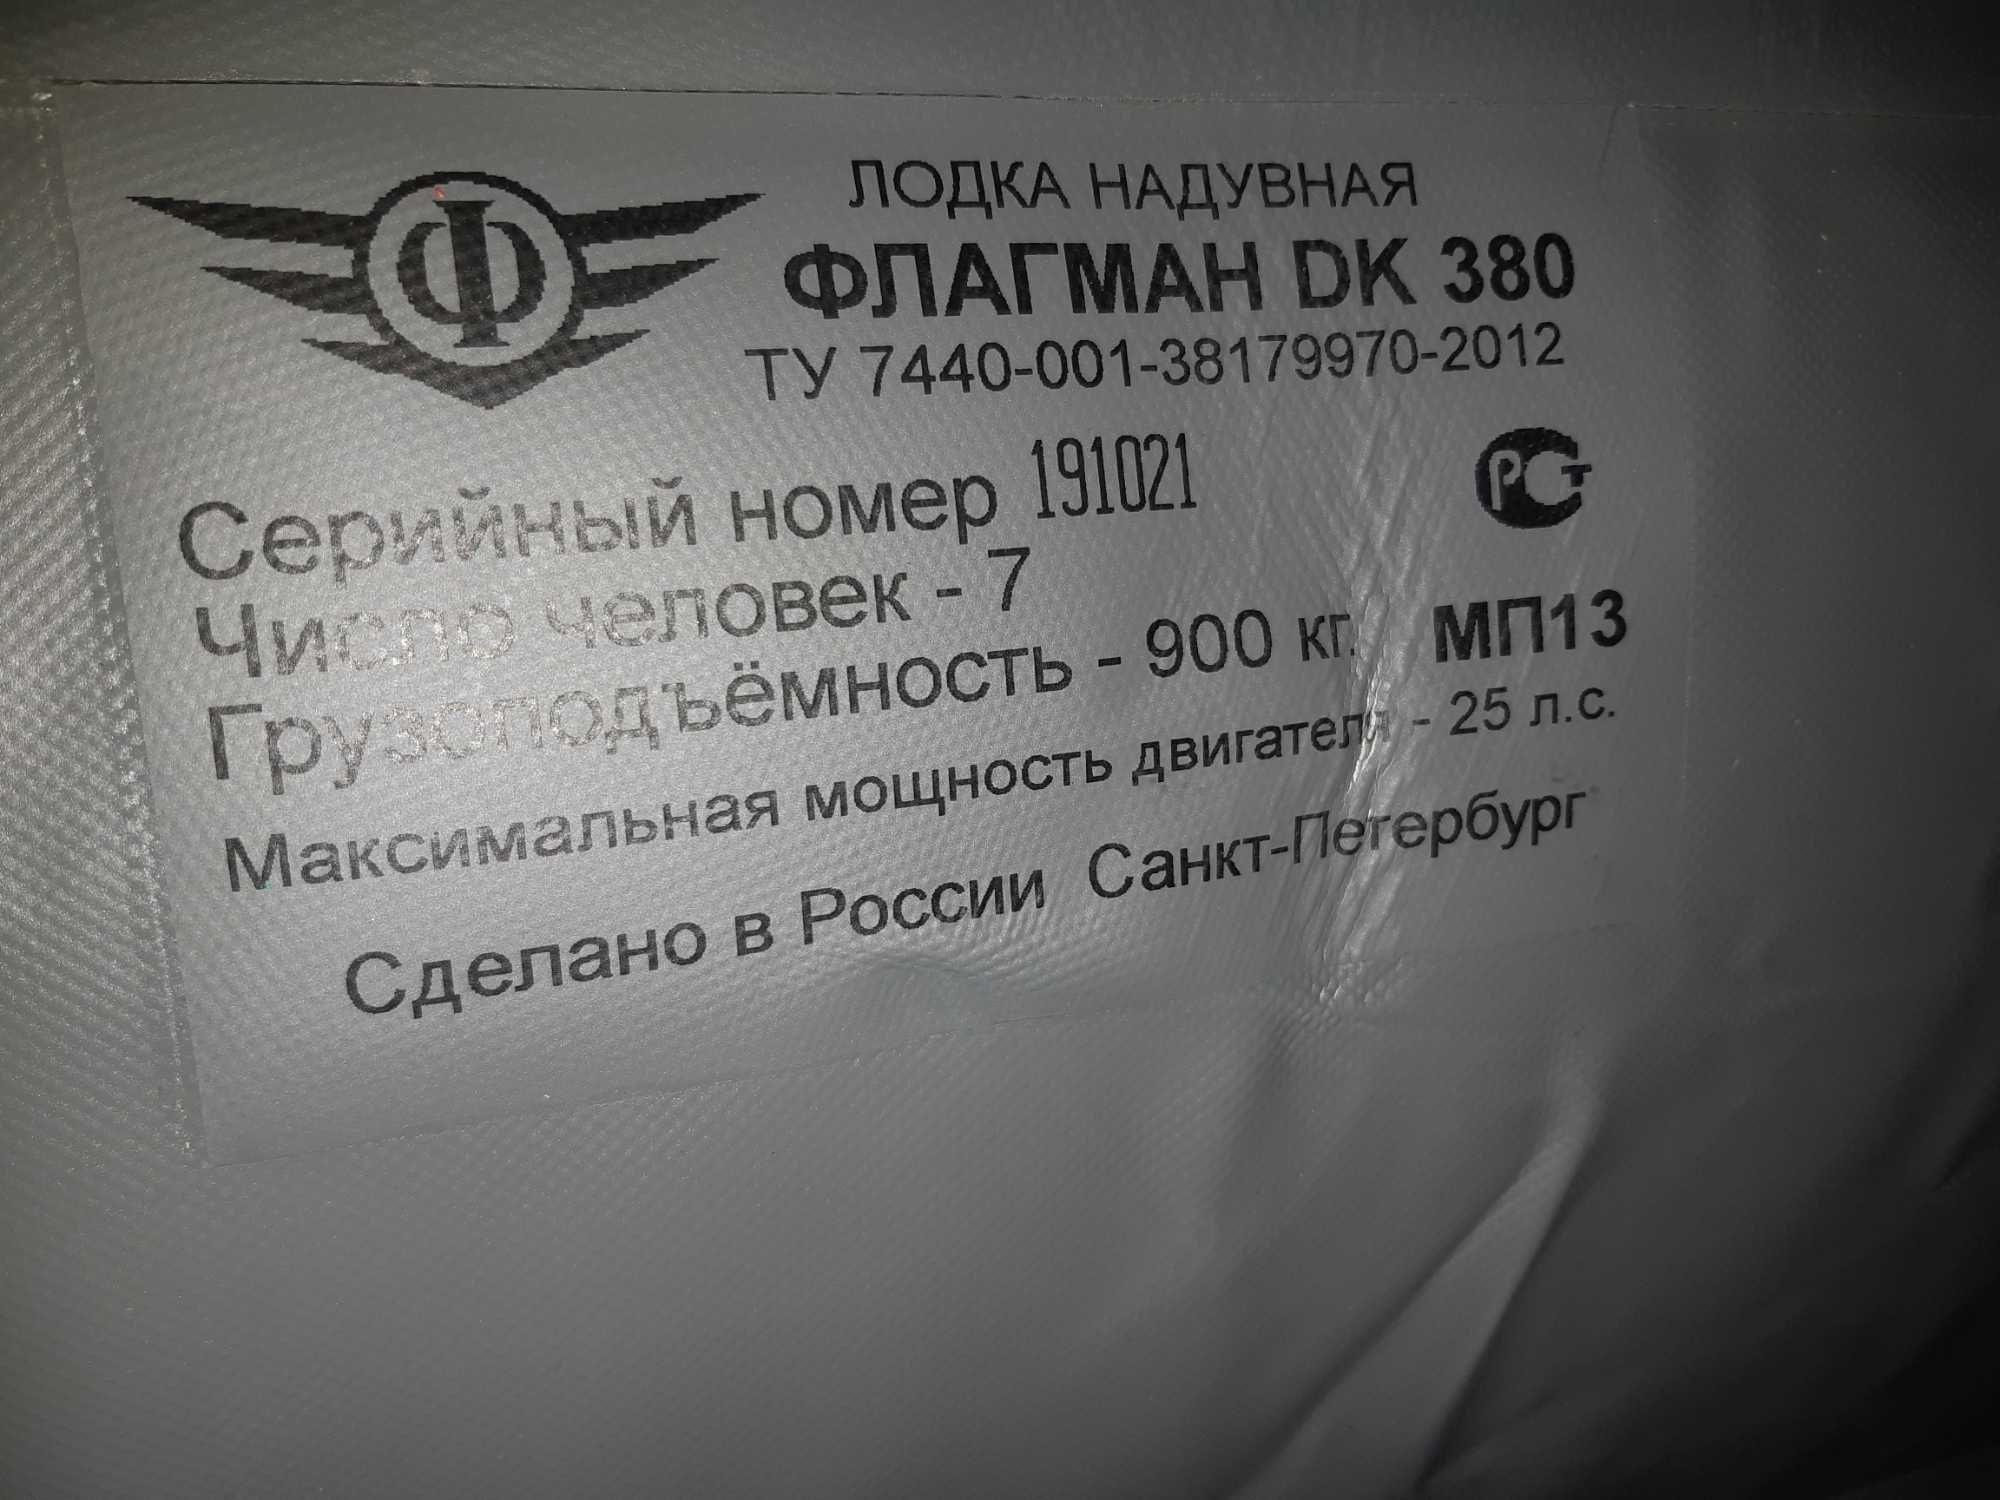 Ф
ЛОДКА НАДУВНАЯ
ФЛАГМАН DK 380
ТУ 7440-001-38179970-2012
Серийный номер 191021
РСТ
Число человек - 7
Грузоподъёмность - 900 кг. МП13
Максимальная мощность двигателя - 25 л.с.
Сделано в России Санкт-Петербург